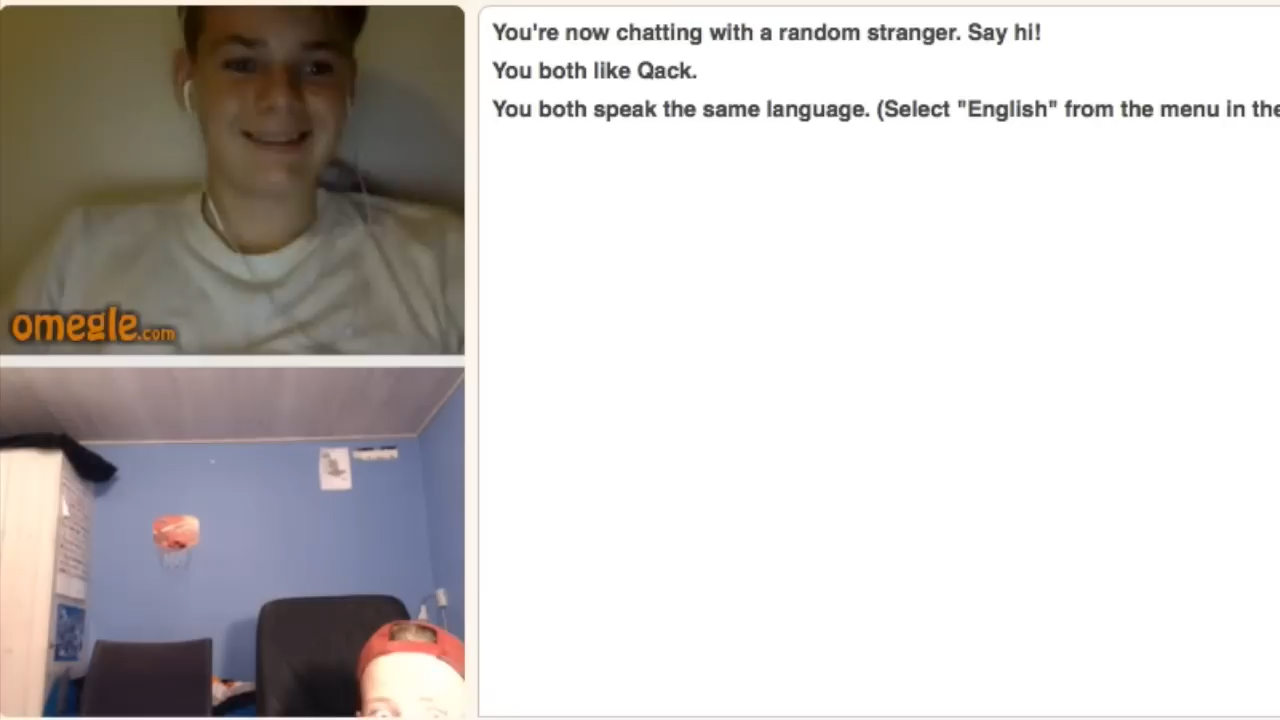 You're now chatting with a random stranger. Say hi!
You both like Qack.
You both speak the same language. (Select "English" from the menu in the
omegle.com